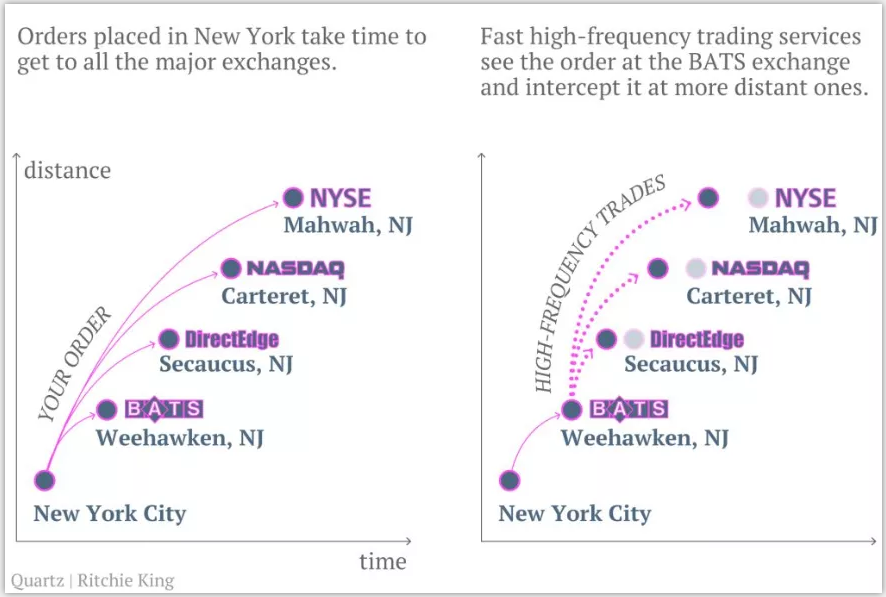 Orders placed in New York take time to
get to all the major exchanges.
distance
YOUR ORDER
NYSE
Mahwah, NJ
NASDAQ
Carteret, NJ
DirectEdge
Secaucus, NJ
BATS
Weehawken, NJ
New York City
time
Fast high-frequency trading services
see the order at the BATS exchange
and intercept it at more distant ones.
HIGH-FREQUENCY TRADES
NYSE
Mahwah, NJ
NASDAQ
Carteret, NJ
DirectEdge
Secaucus, NJ
BATS
Weehawken, NJ
New York City
Quartz | Ritchie King